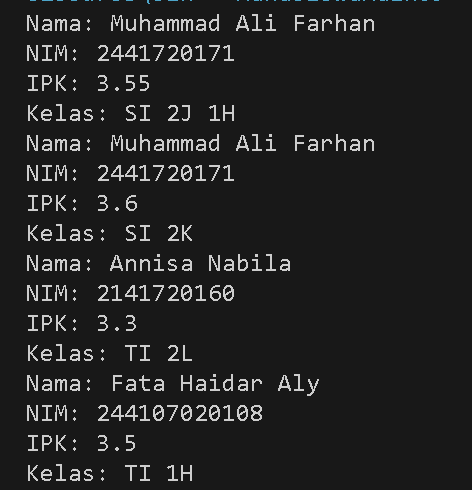 Nama: Muhammad Ali Farhan
NIM: 2441720171
IPK: 3.55
Kelas: SI 2J 1H
Nama: Muhammad Ali Farhan
NIM: 2441720171
IPK: 3.6
Kelas: SI 2K
Nama: Annisa Nabila
NIM: 2141720160
IPK: 3.3
Kelas: TI 2L
Nama: Fata Haidar Aly
NIM: 244107020108
IPK: 3.5
Kelas: TI 1H